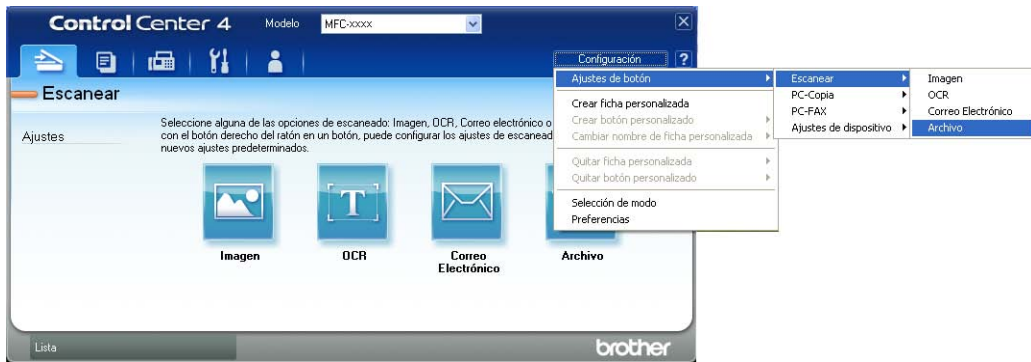 Control Center 4
Modelo
MFC-xxxx
Configuración
?
Escanear
Ajustes
Seleccione alguna de las opciones de escaneado: Imagen, OCR, Correo electrónico o
con el botón derecho del ratón en un botón, puede configurar los ajustes de escanead
nuevos ajustes predeterminados.
T
Imagen
OCR
Correo
Electrónico
Archivo
Ajustes de botón
Crear ficha personalizada
Crear botón personalizado
Cambiar nombre de ficha personalizada
Quitar ficha personalizada
Quitar botón personalizado
Selección de modo
Preferencias
Escanear
PC-Copia
PC-FAX
Ajustes de dispositivo
Imagen
OCR
Correo Electrónico
Archivo
Lista
brother